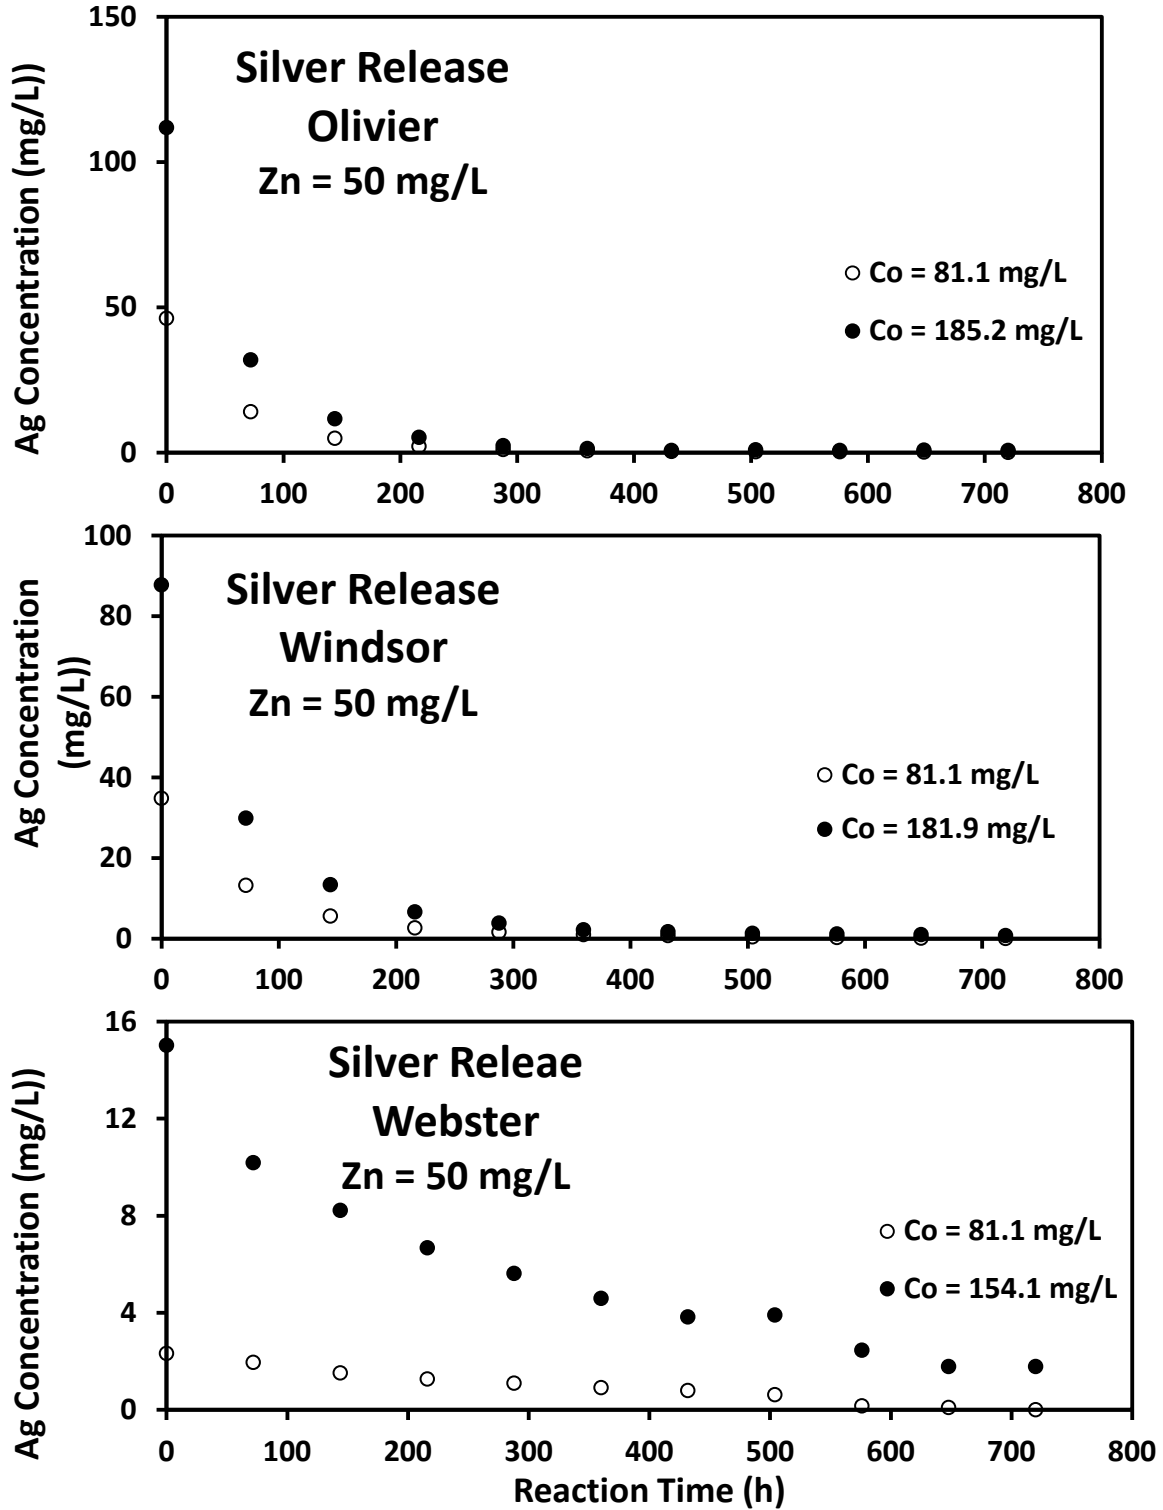 150
100
50
0
Ag Concentration (mg/L))
Silver Release
Olivier
Zn = 50 mg/L
Co = 81.1 mg/L
Co = 185.2 mg/L
0 100 200 300 400 500 600 700 800
100
80
60
40
20
0
Ag Concentration
(mg/L))
Silver Release
Windsor
Zn = 50 mg/L
Co = 81.1 mg/L
Co = 181.9 mg/L
0 100 200 300 400 500 600 700 800
16
12
8
4
0
Ag Concentration (mg/L))
Silver Releae
Webster
Zn = 50 mg/L
Co = 81.1 mg/L
Co = 154.1 mg/L
0 100 200 300 400 500 600 700 800
Reaction Time (h)